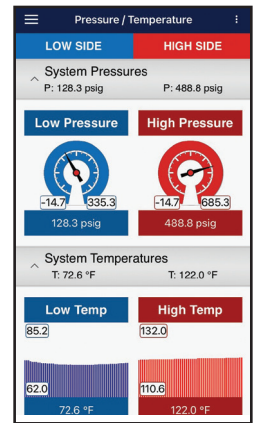 Pressure / Temperature
LOW SIDE HIGH SIDE
System Pressures
P: 128.3 psig P: 488.8 psig
Low Pressure High Pressure
-14.7 335.3 -14.7 685.3
128.3 psig 488.8 psig
System Temperatures
T: 72.6 °F T: 122.0 °F
Low Temp High Temp
85.2 132.0
62.0 110.6
72.6 °F 122.0 °F